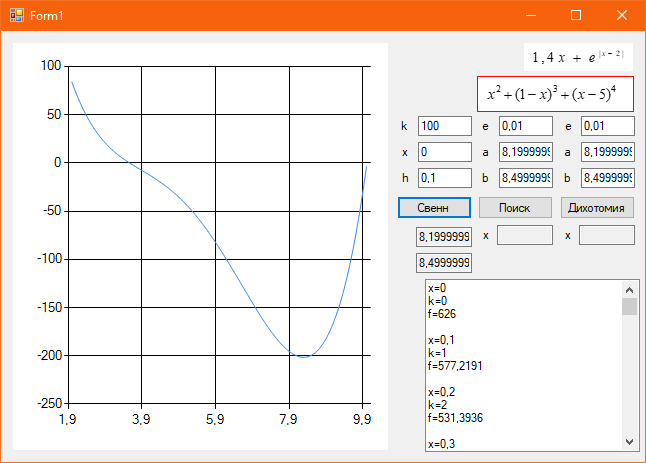 Form1
1,4 x + e^|x − 2|
x² + (1 − x)³ + (x − 5)⁴
k 100 e 0,01 e 0,01
x 0 a 8,1999999 a 8,1999999
h 0,1 b 8,4999999 b 8,4999999
Свенн Поиск Дихотомия
8,1999999 x x
8,4999999
x=0
k=0
f=626
x=0,1
k=1
f=577,2191
x=0,2
k=2
f=531,3936
x=0,3
100
50
0
-50
-100
-150
-200
-250
1,9 3,9 5,9 7,9 9,9